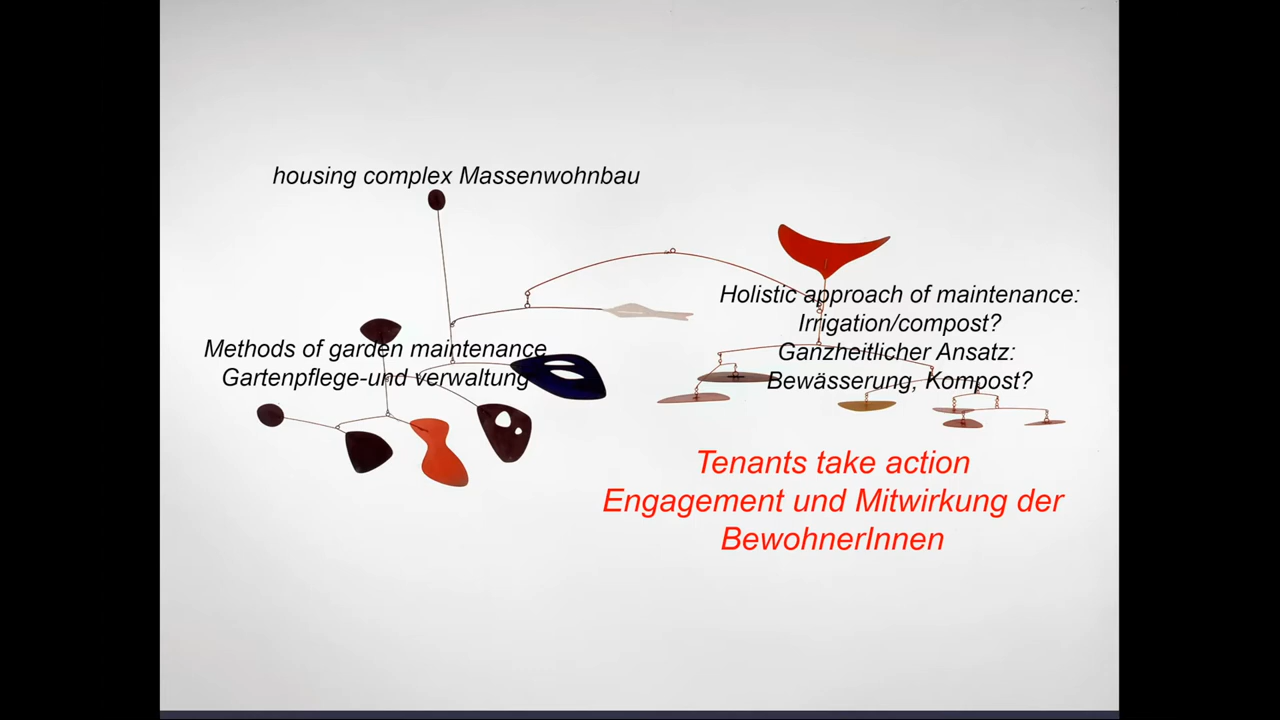 housing complex Massenwohnbau
Methods of garden maintenance
Gartenpflege-und verwaltung
Holistic approach of maintenance:
Irrigation/compost?
Ganzheitlicher Ansatz:
Bewässerung, Kompost?
Tenants take action
Engagement und Mitwirkung der
BewohnerInnen